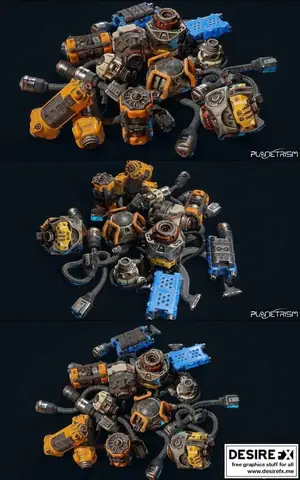 PLANETRISM
PLANETRISM
DESIRE FX
free graphics stuff for all
www.desirefx.me